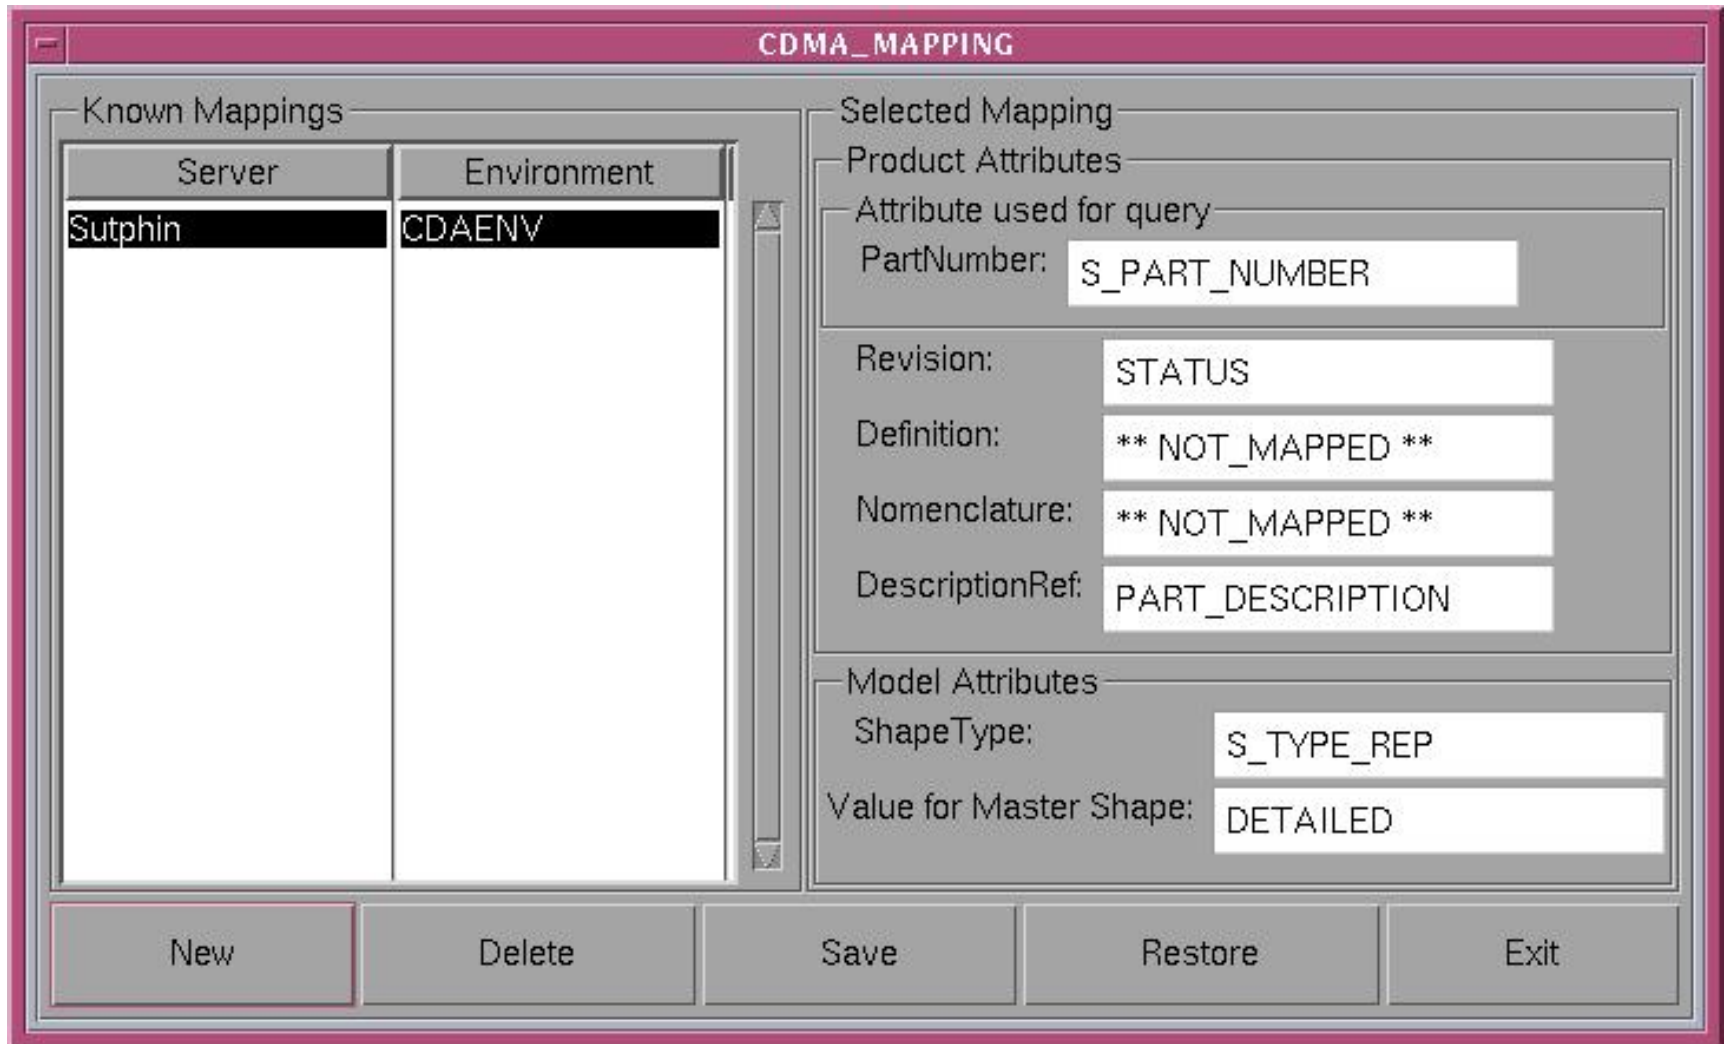 CDMA_MAPPING
Known Mappings
Server Environment
Sutphin CDAENV
Selected Mapping
Product Attributes
Attribute used for query
PartNumber: S_PART_NUMBER
Revision: STATUS
Definition: ** NOT_MAPPED **
Nomenclature: ** NOT_MAPPED **
DescriptionRef: PART_DESCRIPTION
Model Attributes
ShapeType: S_TYPE_REP
Value for Master Shape: DETAILED
New Delete Save Restore Exit